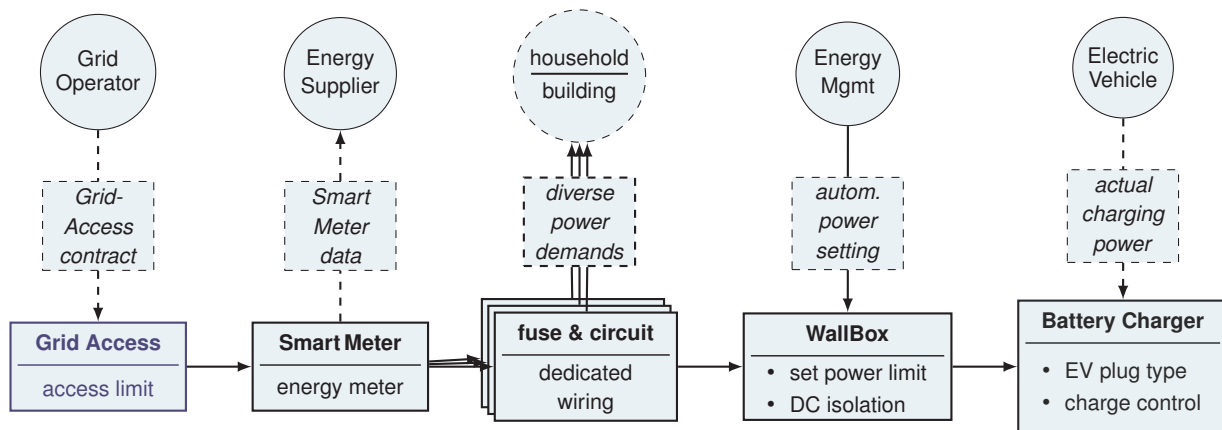 Grid
Operator
Energy
Supplier
household
building
Energy
Mgmt
Electric
Vehicle
Grid-
Access
contract
Smart
Meter
data
diverse
power
demands
autom.
power
setting
actual
charging
power
Grid Access
access limit
Smart Meter
energy meter
fuse & circuit
dedicated
wiring
WallBox
• set power limit
• DC isolation
Battery Charger
• EV plug type
• charge control